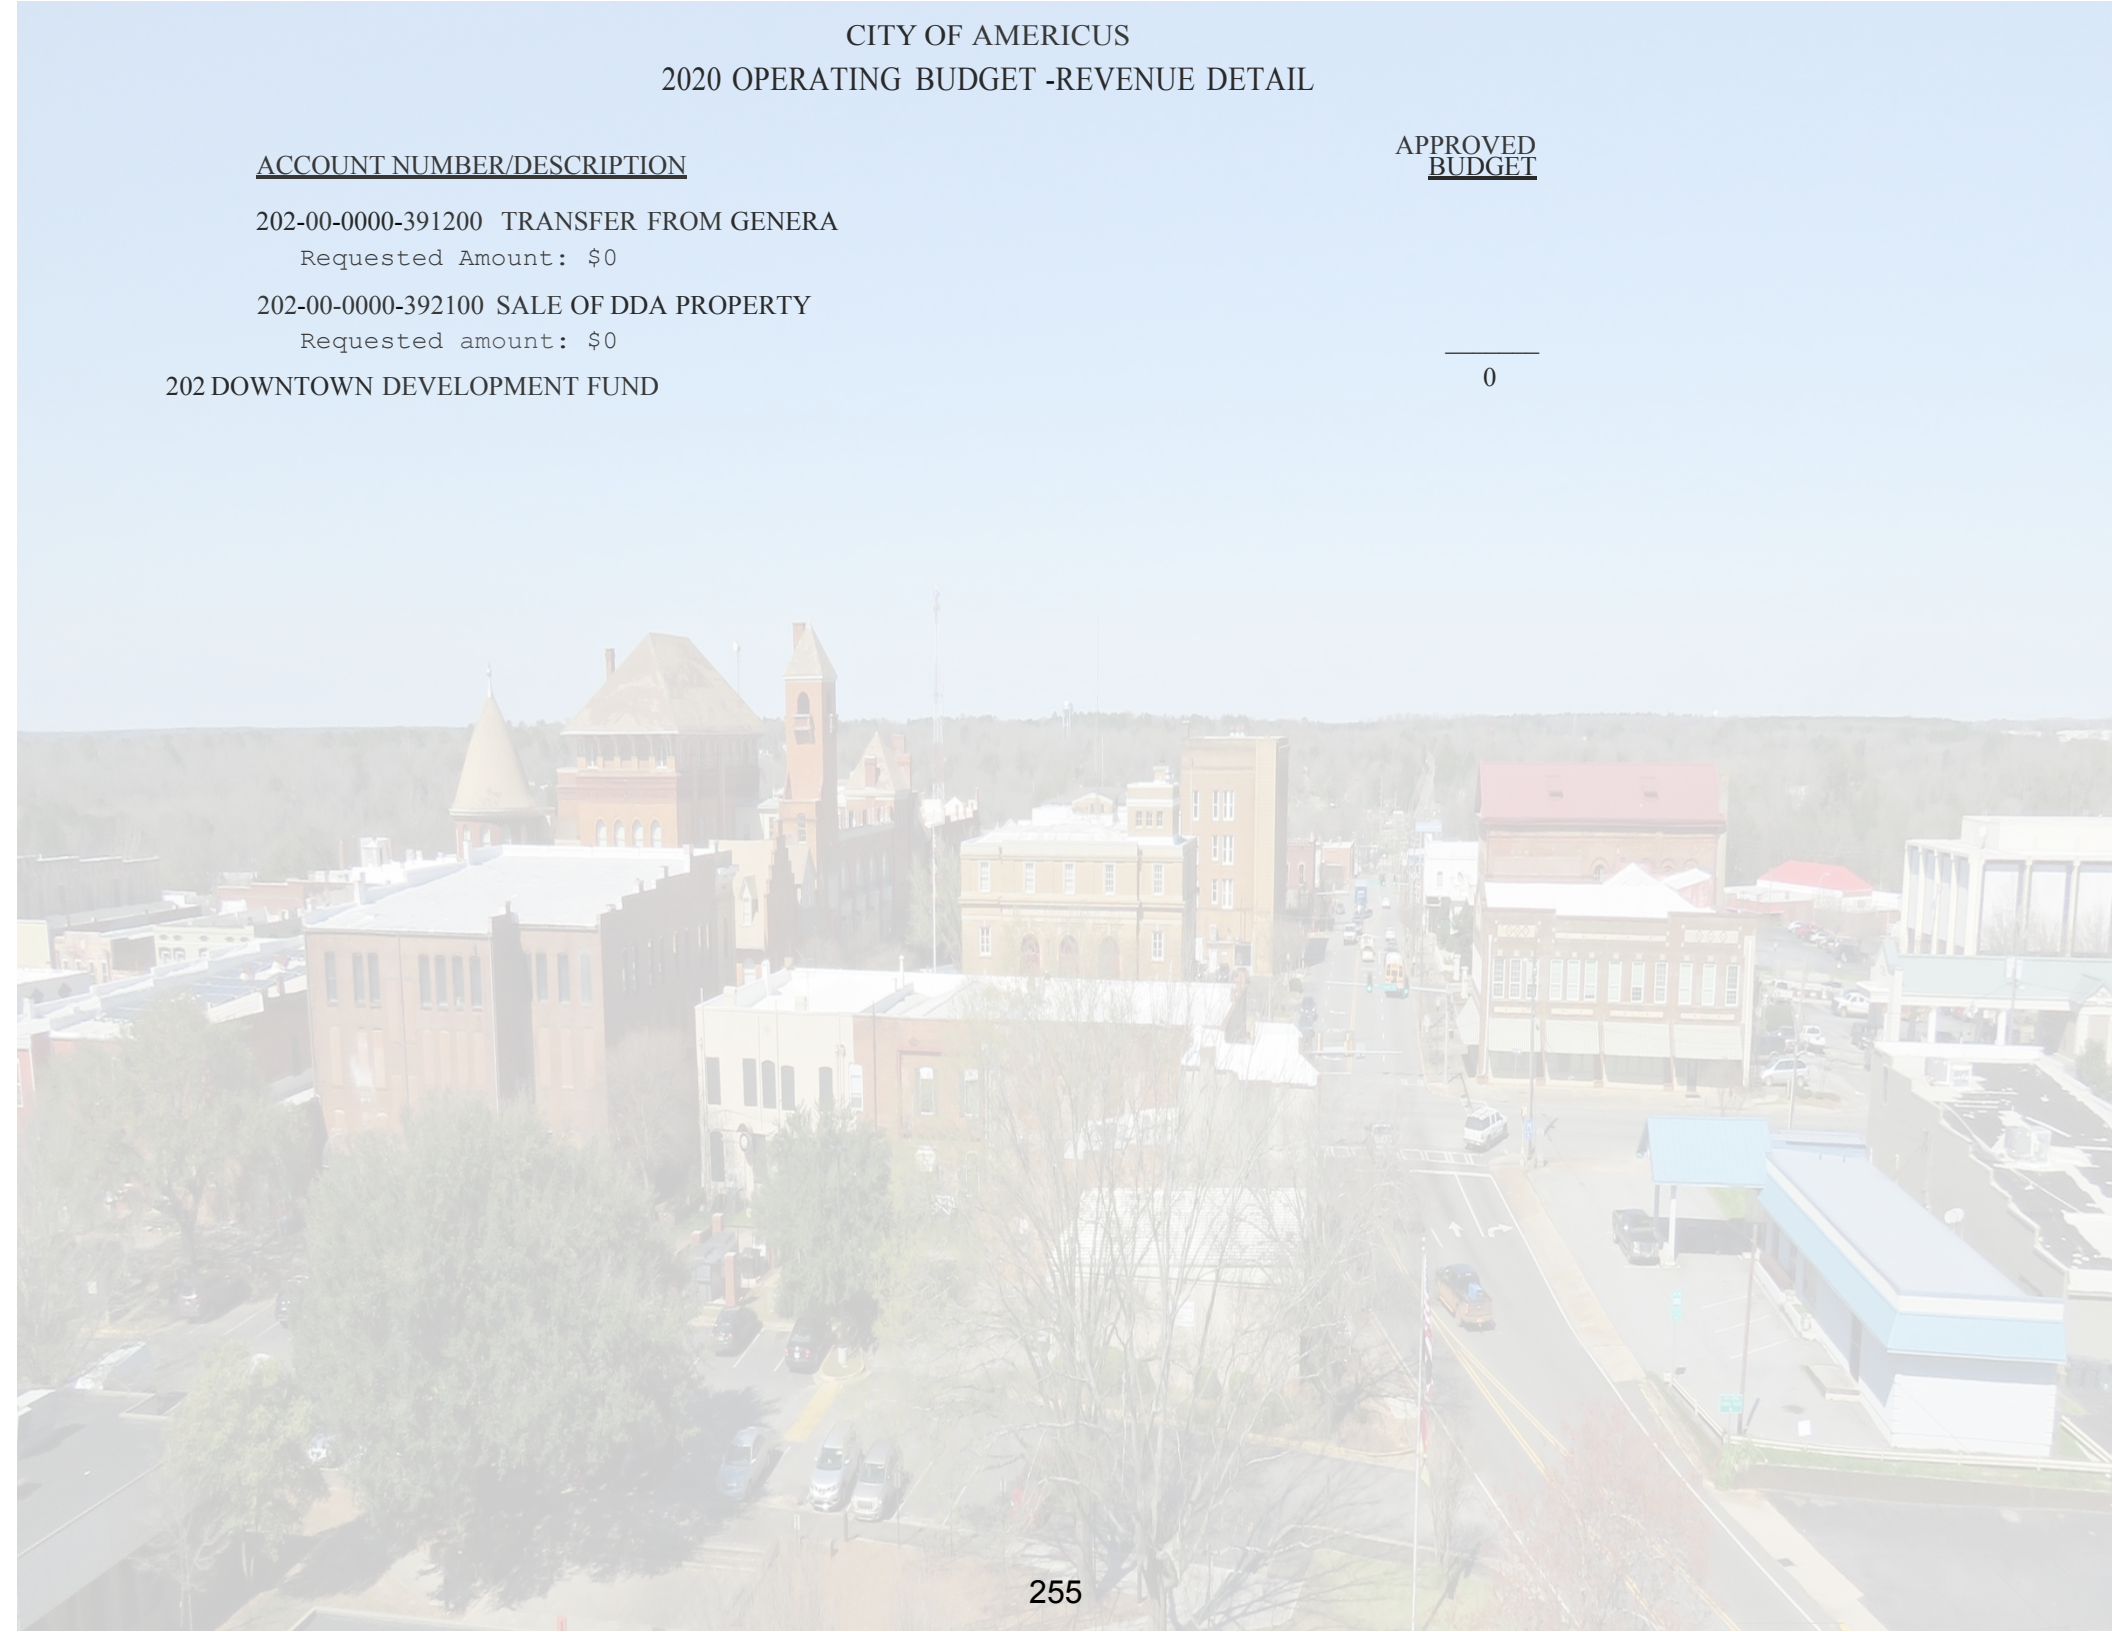 CITY OF AMERICUS
2020 OPERATING BUDGET -REVENUE DETAIL
APPROVED
ACCOUNT NUMBER/DESCRIPTION BUDGET
202-00-0000-391200 TRANSFER FROM GENERA
Requested Amount: $0
202-00-0000-392100 SALE OF DDA PROPERTY
Requested amount: $0
202 DOWNTOWN DEVELOPMENT FUND 0
255